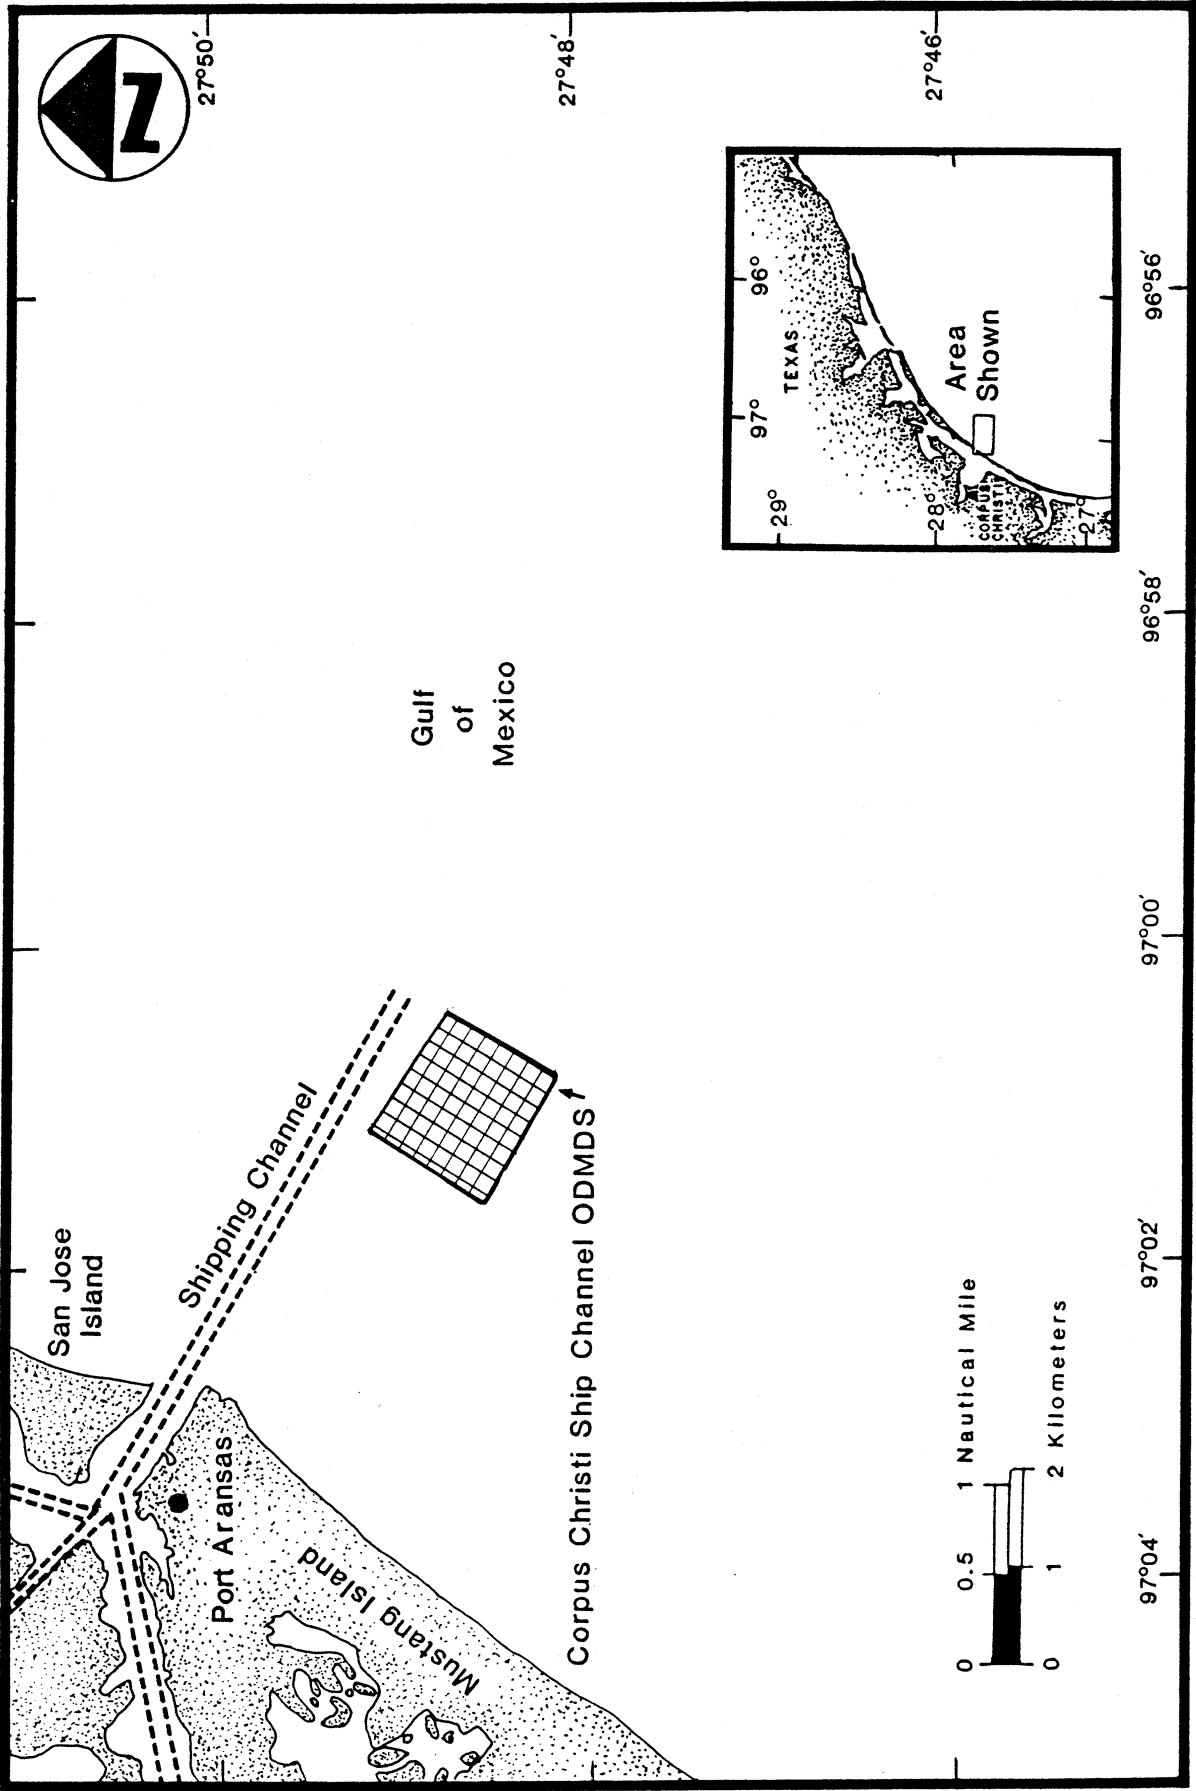 N
27°50′
27°48′
27°46′
San Jose
Island
Shipping Channel
Port Aransas
Mustang Island
Gulf
of
Mexico
Corpus Christi Ship Channel ODMDS
TEXAS
97°
96°
29°
28°
27°
CORPUS
CHRISTI
Area
Shown
0 0.5 1 Nautical Mile
0 1 2 Kilometers
97°04′
97°02′
97°00′
96°58′
96°56′